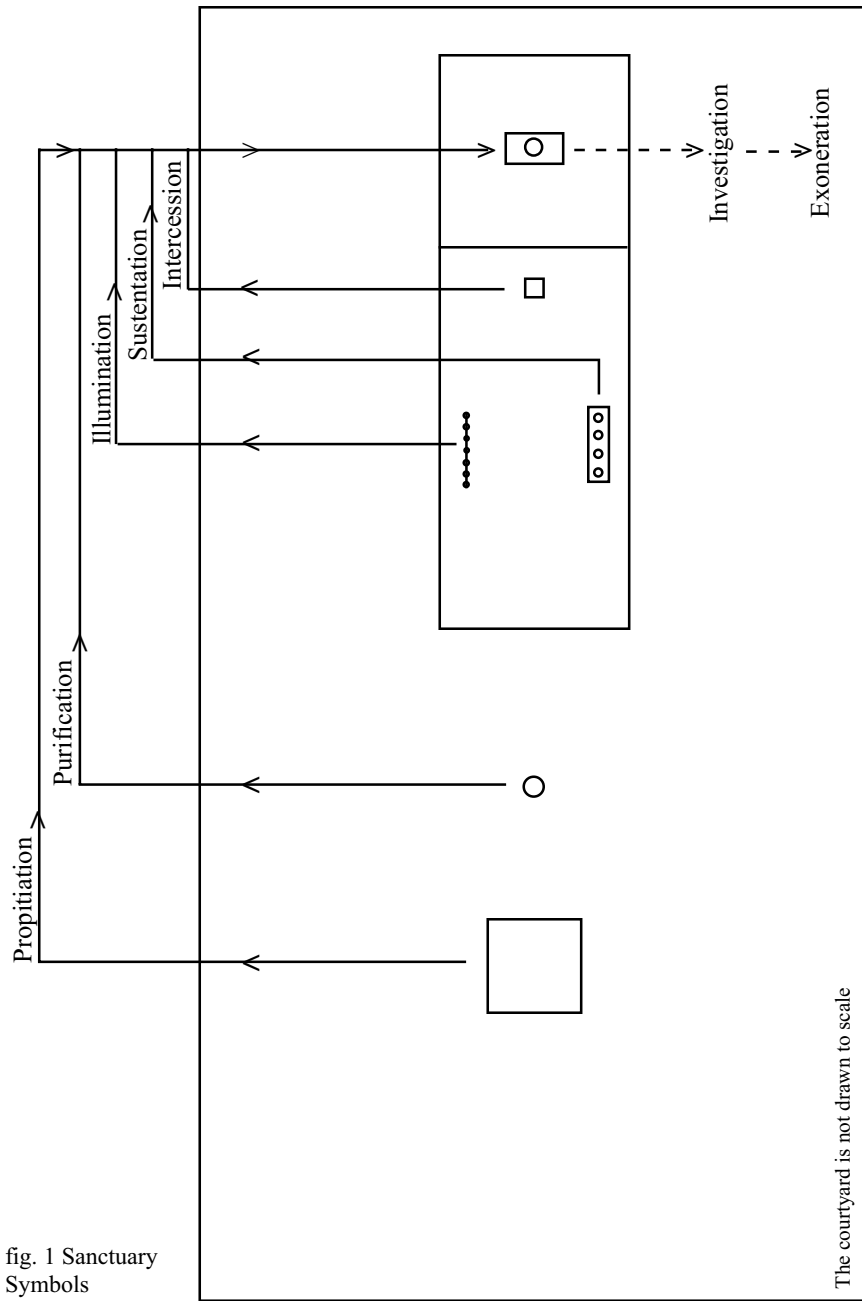 Propitiation
Purification
Illumination
Sustentation
Intercession
Investigation
Exoneration
fig. 1 Sanctuary
Symbols
The courtyard is not drawn to scale